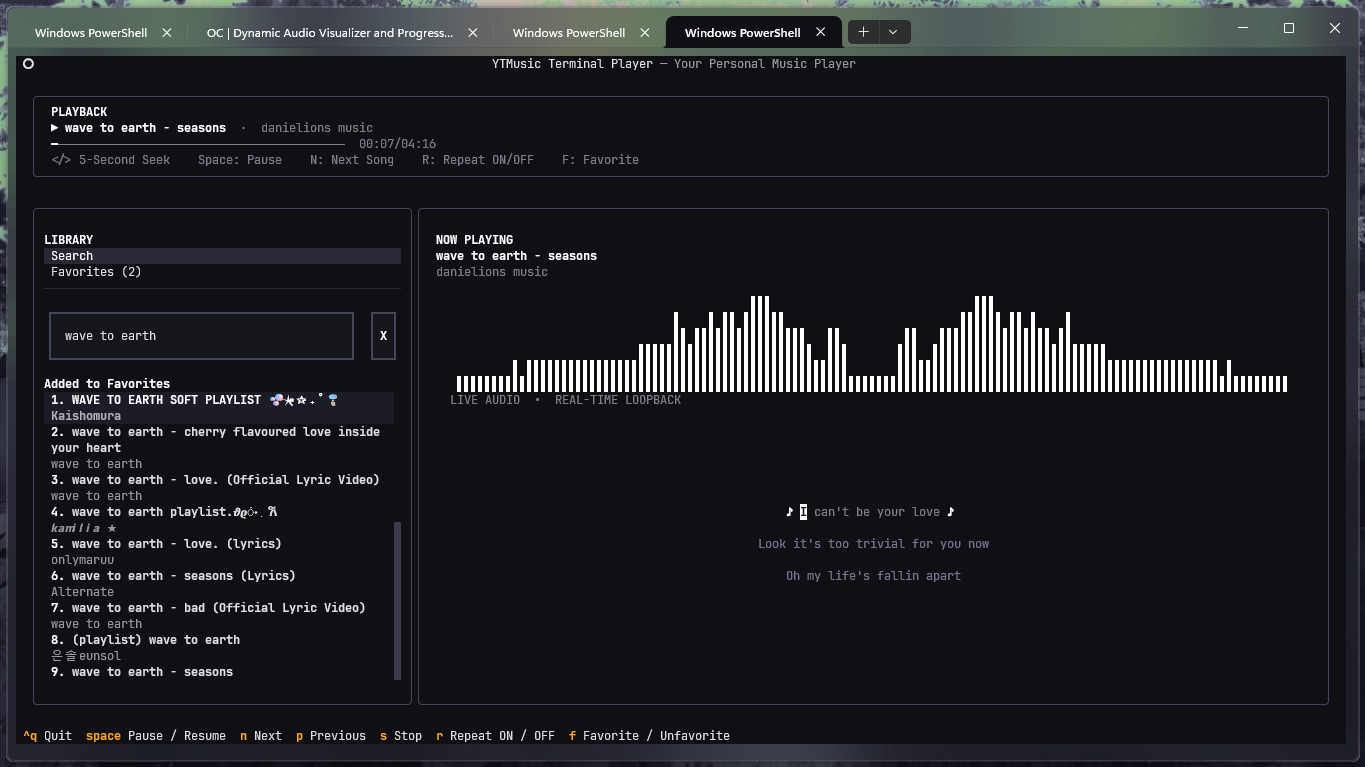 Windows PowerShell
OC | Dynamic Audio Visualizer and Progress...
Windows PowerShell
Windows PowerShell
YTMusic Terminal Player — Your Personal Music Player
PLAYBACK
▶ wave to earth - seasons · danielions music
00:07/04:16
</> 5-Second Seek Space: Pause N: Next Song R: Repeat ON/OFF F: Favorite
LIBRARY
Search
Favorites (2)
wave to earth X
Added to Favorites
1. WAVE TO EARTH SOFT PLAYLIST
Kaishomura
2. wave to earth - cherry flavoured love inside
your heart
wave to earth
3. wave to earth - love. (Official Lyric Video)
wave to earth
4. wave to earth playlist.
kamilia ★
5. wave to earth - love. (lyrics)
onlymaruu
6. wave to earth - seasons (Lyrics)
Alternate
7. wave to earth - bad (Official Lyric Video)
wave to earth
8. (playlist) wave to earth
은솔eunsol
9. wave to earth - seasons
NOW PLAYING
wave to earth - seasons
danielions music
LIVE AUDIO • REAL-TIME LOOPBACK
♪ I can't be your love ♪
Look it's too trivial for you now
Oh my life's fallin apart
^q Quit space Pause / Resume n Next p Previous s Stop r Repeat ON / OFF f Favorite / Unfavorite